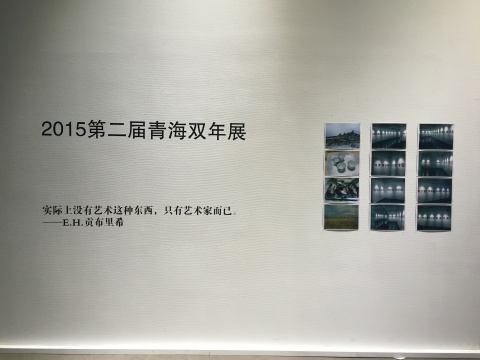 2015第二届青海双年展
实际上没有艺术这种东西，只有艺术家而已。
——E.H.贡布里希